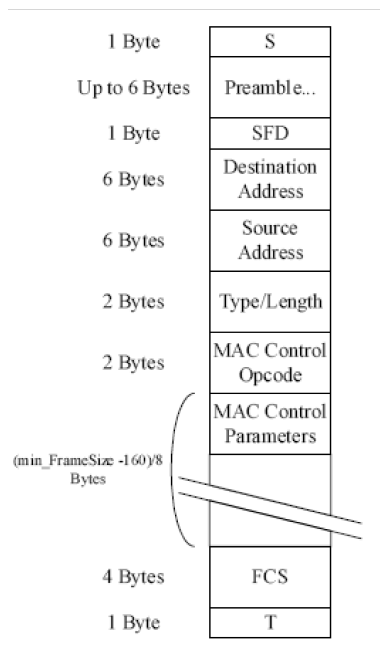 1 Byte S
Up to 6 Bytes Preamble...
1 Byte SFD
6 Bytes Destination
Address
6 Bytes Source
Address
2 Bytes Type/Length
2 Bytes MAC Control
Opcode
MAC Control
Parameters
(min_FrameSize -160)/8
Bytes
4 Bytes FCS
1 Byte T